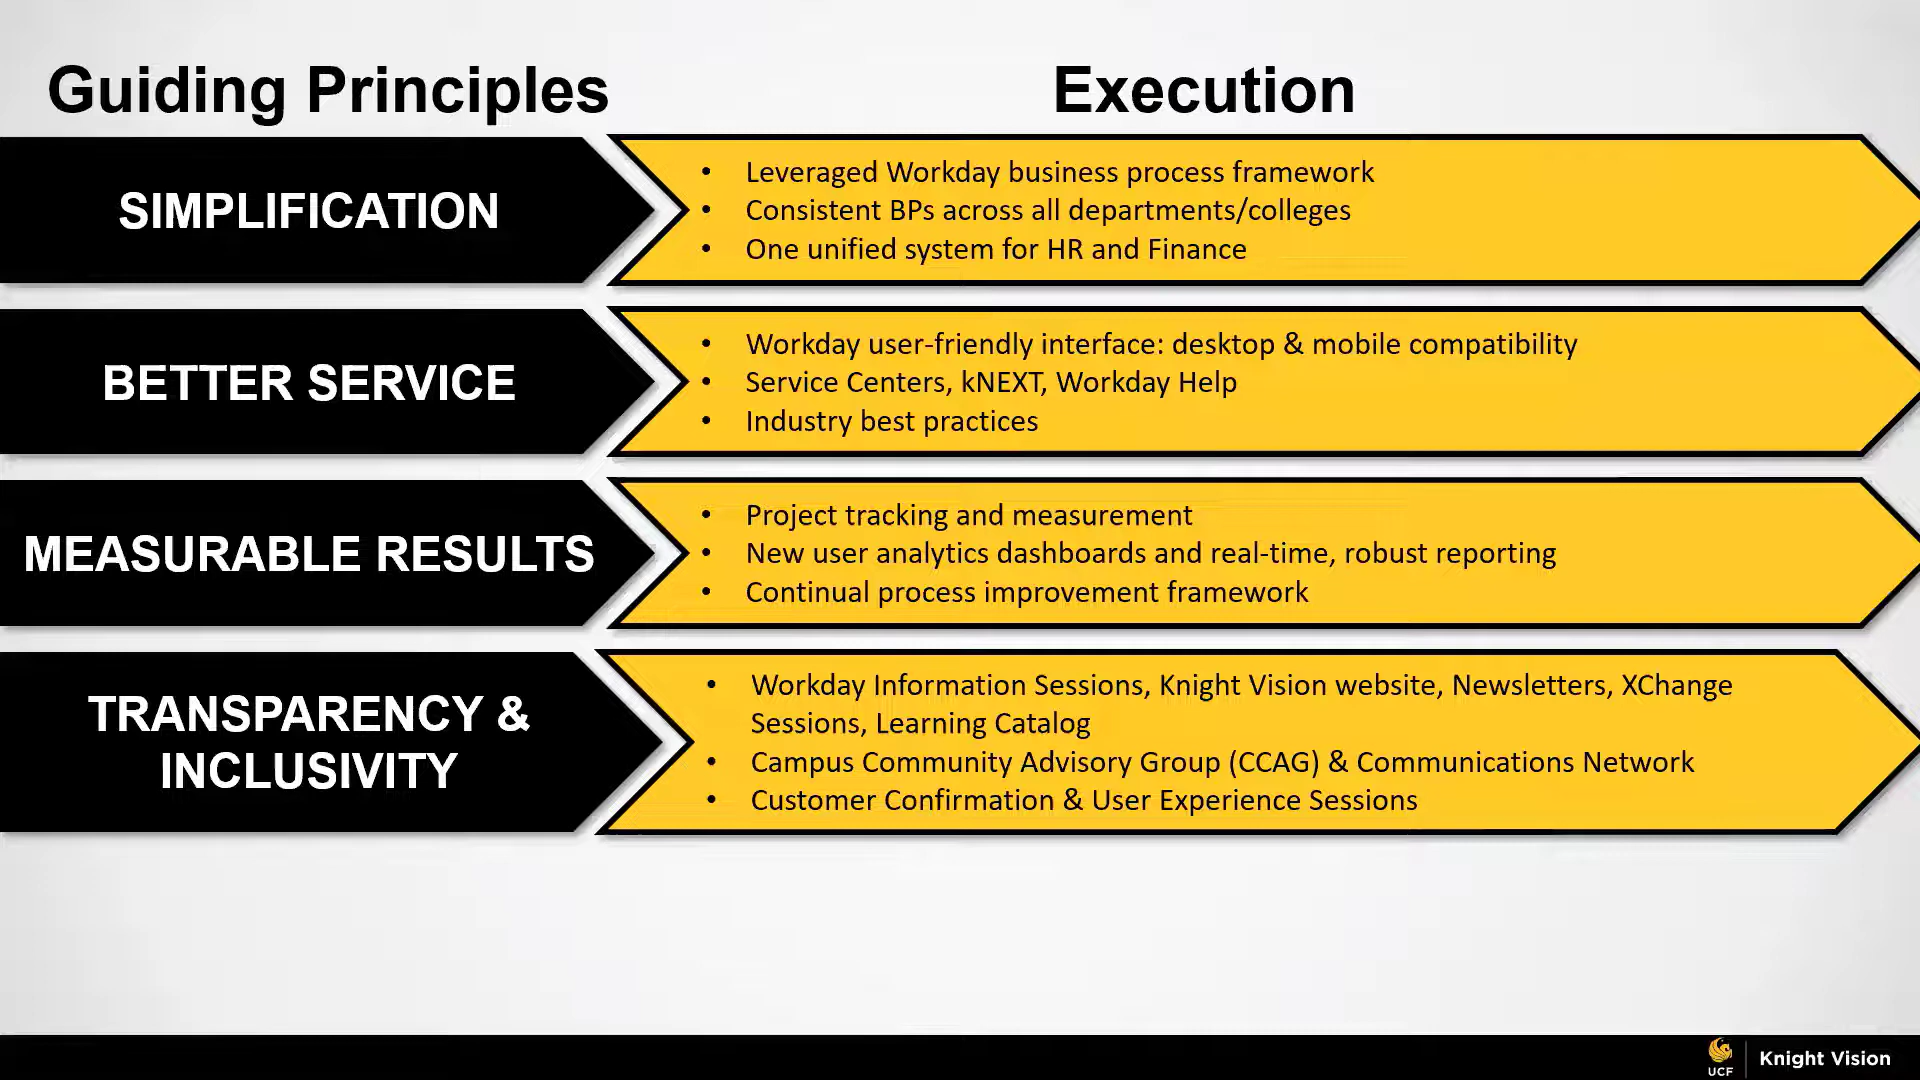 Guiding Principles
Execution
SIMPLIFICATION
• Leveraged Workday business process framework
• Consistent BPs across all departments/colleges
• One unified system for HR and Finance
BETTER SERVICE
• Workday user-friendly interface: desktop & mobile compatibility
• Service Centers, kNEXT, Workday Help
• Industry best practices
MEASURABLE RESULTS
• Project tracking and measurement
• New user analytics dashboards and real-time, robust reporting
• Continual process improvement framework
TRANSPARENCY &
INCLUSIVITY
• Workday Information Sessions, Knight Vision website, Newsletters, XChange
Sessions, Learning Catalog
• Campus Community Advisory Group (CCAG) & Communications Network
• Customer Confirmation & User Experience Sessions
UCF
Knight Vision